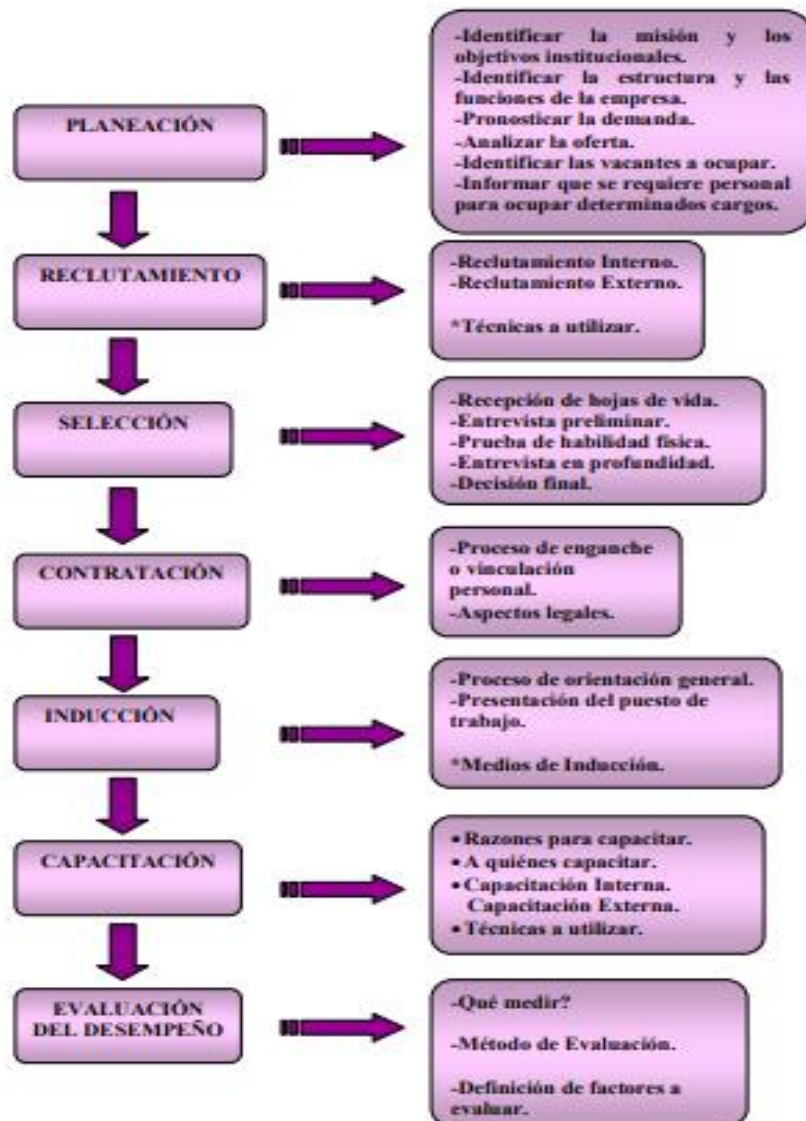 PLANEACIÓN
-Identificar la misión y los
objetivos institucionales.
-Identificar la estructura y las
funciones de la empresa.
-Pronosticar la demanda.
-Analizar la oferta.
-Identificar las vacantes a ocupar.
-Informar que se requiere personal
para ocupar determinados cargos.
RECLUTAMIENTO
-Reclutamiento Interno.
-Reclutamiento Externo.
*Técnicas a utilizar.
SELECCIÓN
-Recepción de hojas de vida.
-Entrevista preliminar.
-Prueba de habilidad física.
-Entrevista en profundidad.
-Decisión final.
CONTRATACIÓN
-Proceso de enganche
o vinculación
personal.
-Aspectos legales.
INDUCCIÓN
-Proceso de orientación general.
-Presentación del puesto de
trabajo.
*Medios de Inducción.
CAPACITACIÓN
• Razones para capacitar.
• A quiénes capacitar.
• Capacitación Interna.
Capacitación Externa.
• Técnicas a utilizar.
EVALUACIÓN
DEL DESEMPEÑO
-Qué medir?
-Método de Evaluación.
-Definición de factores a
evaluar.